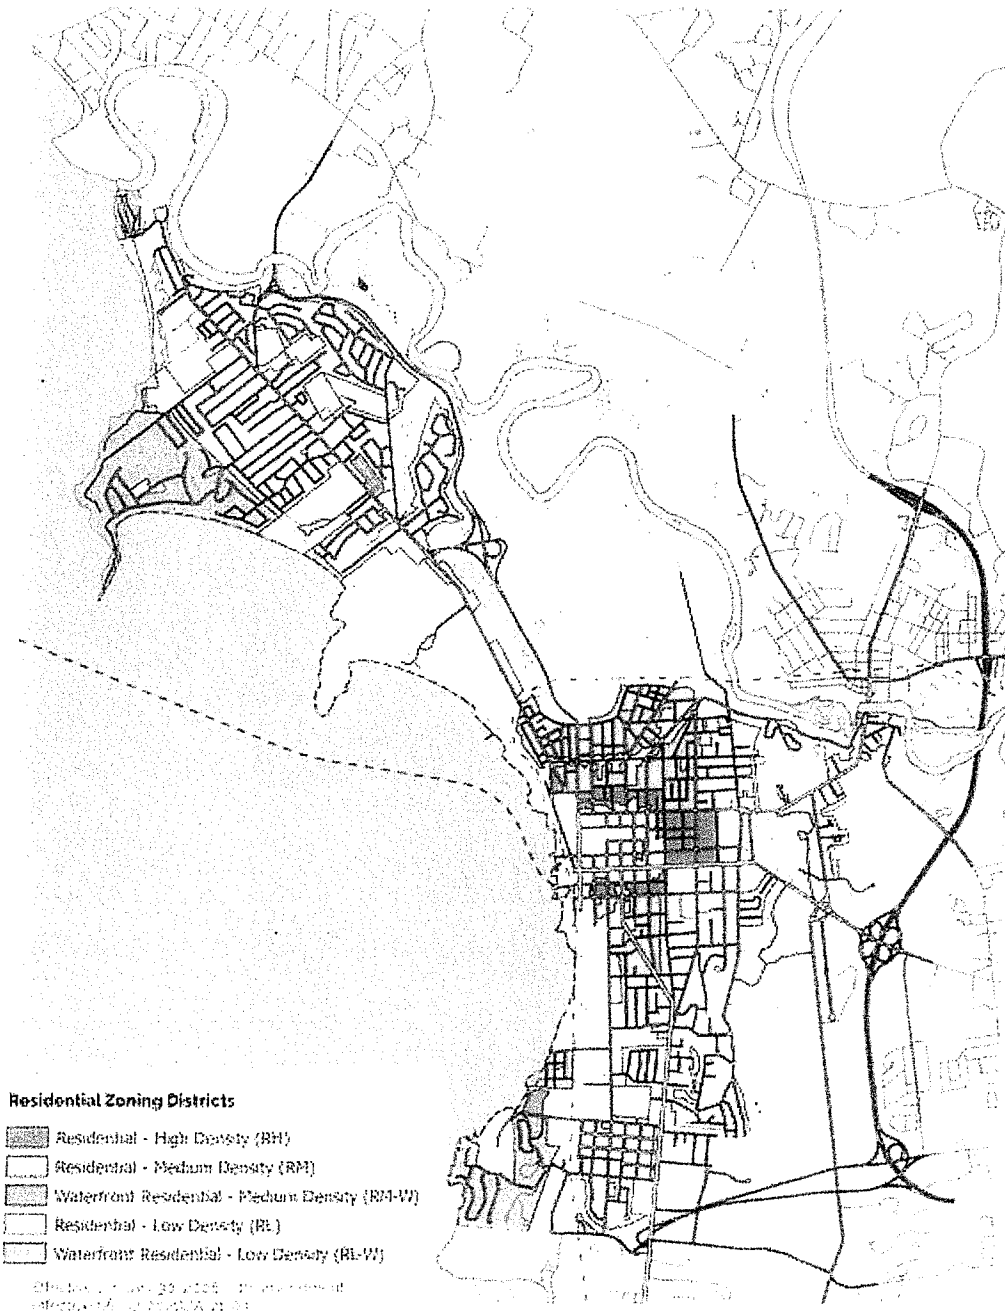 Residential Zoning Districts
Residential - High Density (RH)
Residential - Medium Density (RM)
Waterfront Residential - Medium Density (RM-W)
Residential - Low Density (RL)
Waterfront Residential - Low Density (RL-W)